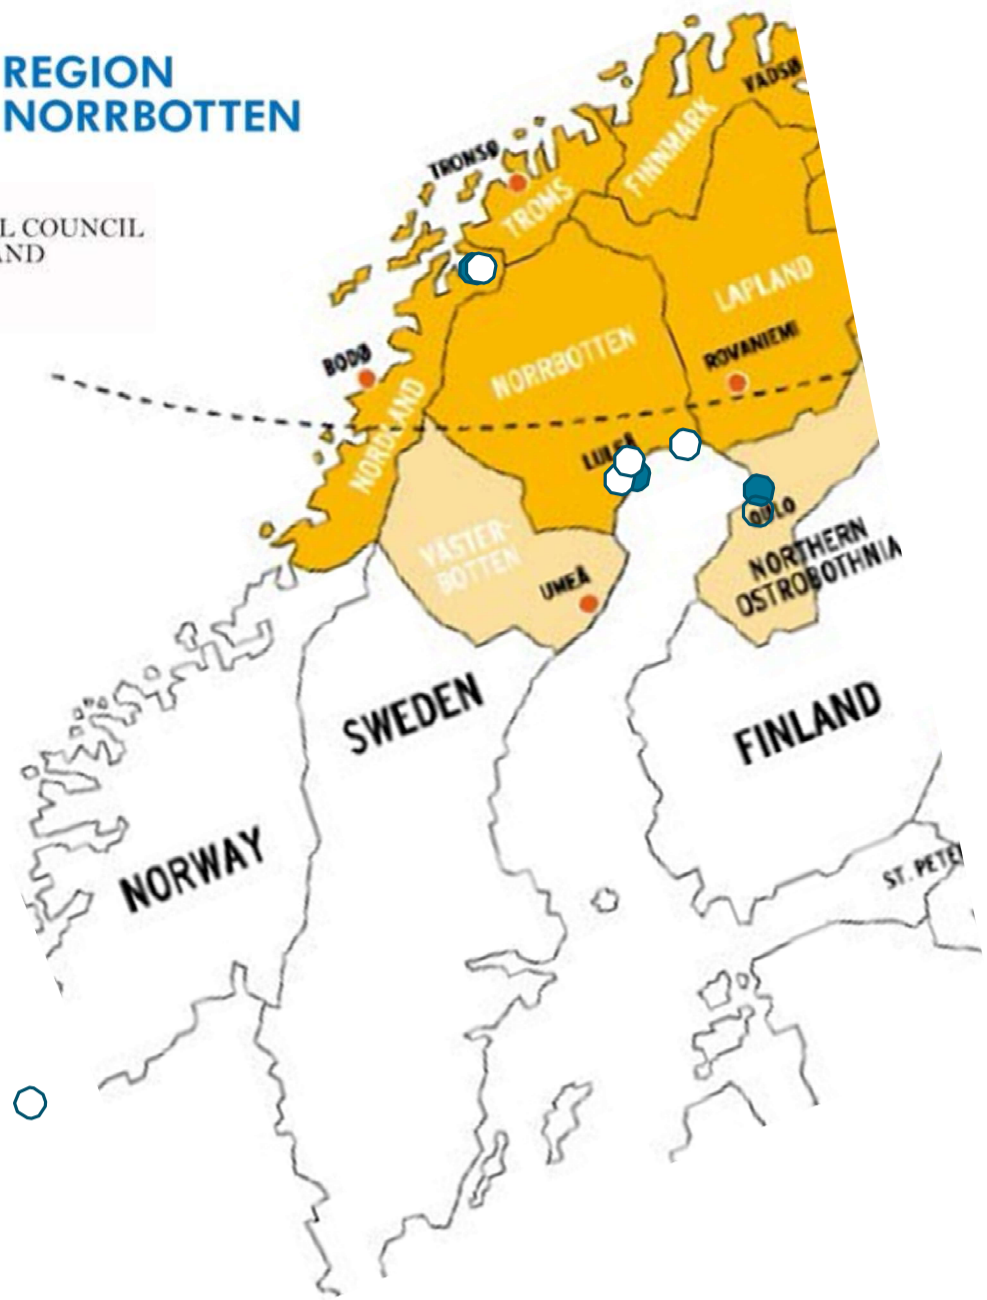 REGION
NORRBOTTEN
L COUNCIL
AND
VADSØ
FINNMARK
TROMSØ
TROMS
LAPLAND
ROVANIEMI
NORRBOTTEN
BODØ
NORDLAND
LULEÅ
OULO
NORTHERN
OSTROBOTHNIA
VÄSTER-
BOTTEN
UMEÅ
SWEDEN
FINLAND
NORWAY
ST. PETE